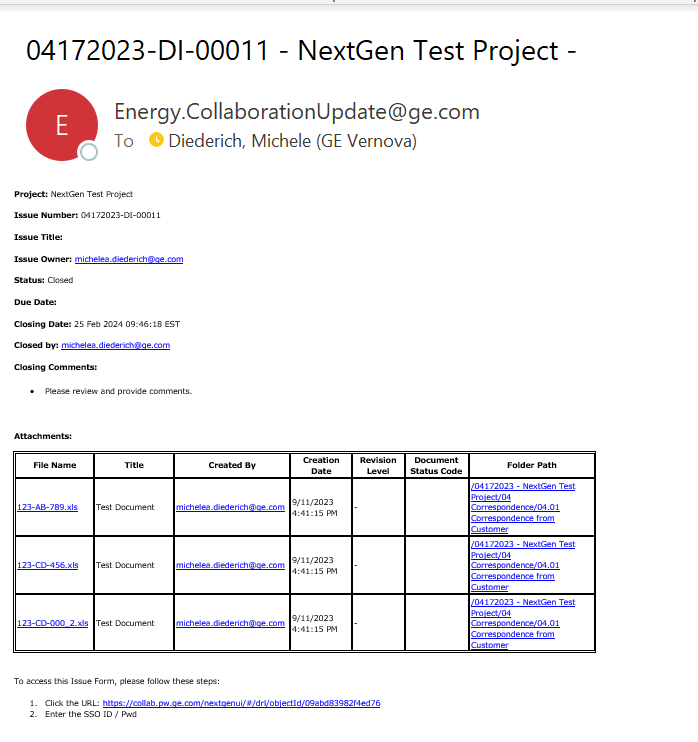 04172023-DI-00011 - NextGen Test Project -
E
Energy.CollaborationUpdate@ge.com
To Diederich, Michele (GE Vernova)
Project: NextGen Test Project
Issue Number: 04172023-DI-00011
Issue Title:
Issue Owner: michelea.diederich@ge.com
Status: Closed
Due Date:
Closing Date: 25 Feb 2024 09:46:18 EST
Closed by: michelea.diederich@ge.com
Closing Comments:
• Please review and provide comments.
Attachments:
File Name Title Created By Creation Date Revision Level Document Status Code Folder Path
123-AB-789.xls Test Document michelea.diederich@ge.com 9/11/2023 4:41:15 PM - /04172023 - NextGen Test Project/04 Correspondence/04.01 Correspondence from Customer
123-CD-456.xls Test Document michelea.diederich@ge.com 9/11/2023 4:41:15 PM - /04172023 - NextGen Test Project/04 Correspondence/04.01 Correspondence from Customer
123-CD-000_2.xls Test Document michelea.diederich@ge.com 9/11/2023 4:41:15 PM - /04172023 - NextGen Test Project/04 Correspondence/04.01 Correspondence from Customer
To access this Issue Form, please follow these steps:
1. Click the URL: https://collab.pw.ge.com/nextgenui/#/drl/objectId/09abd83982f4ed76
2. Enter the SSO ID / Pwd